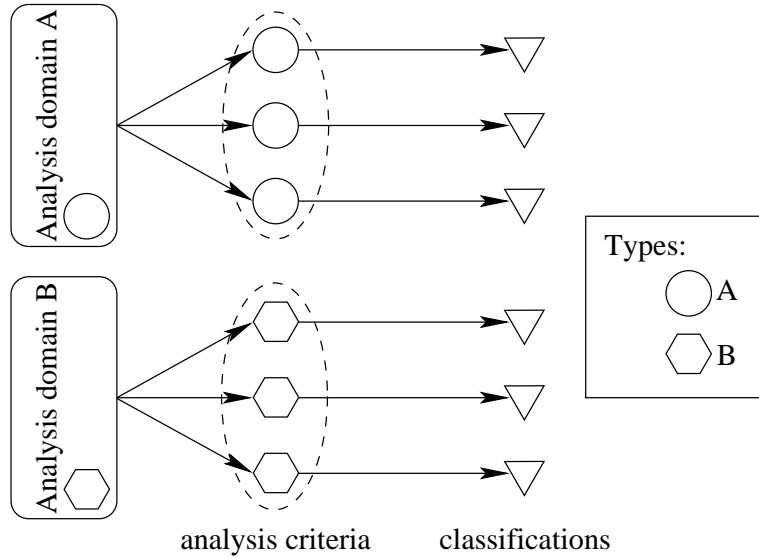 Analysis domain A
Analysis domain B
Types:
A
B
analysis criteria
classifications